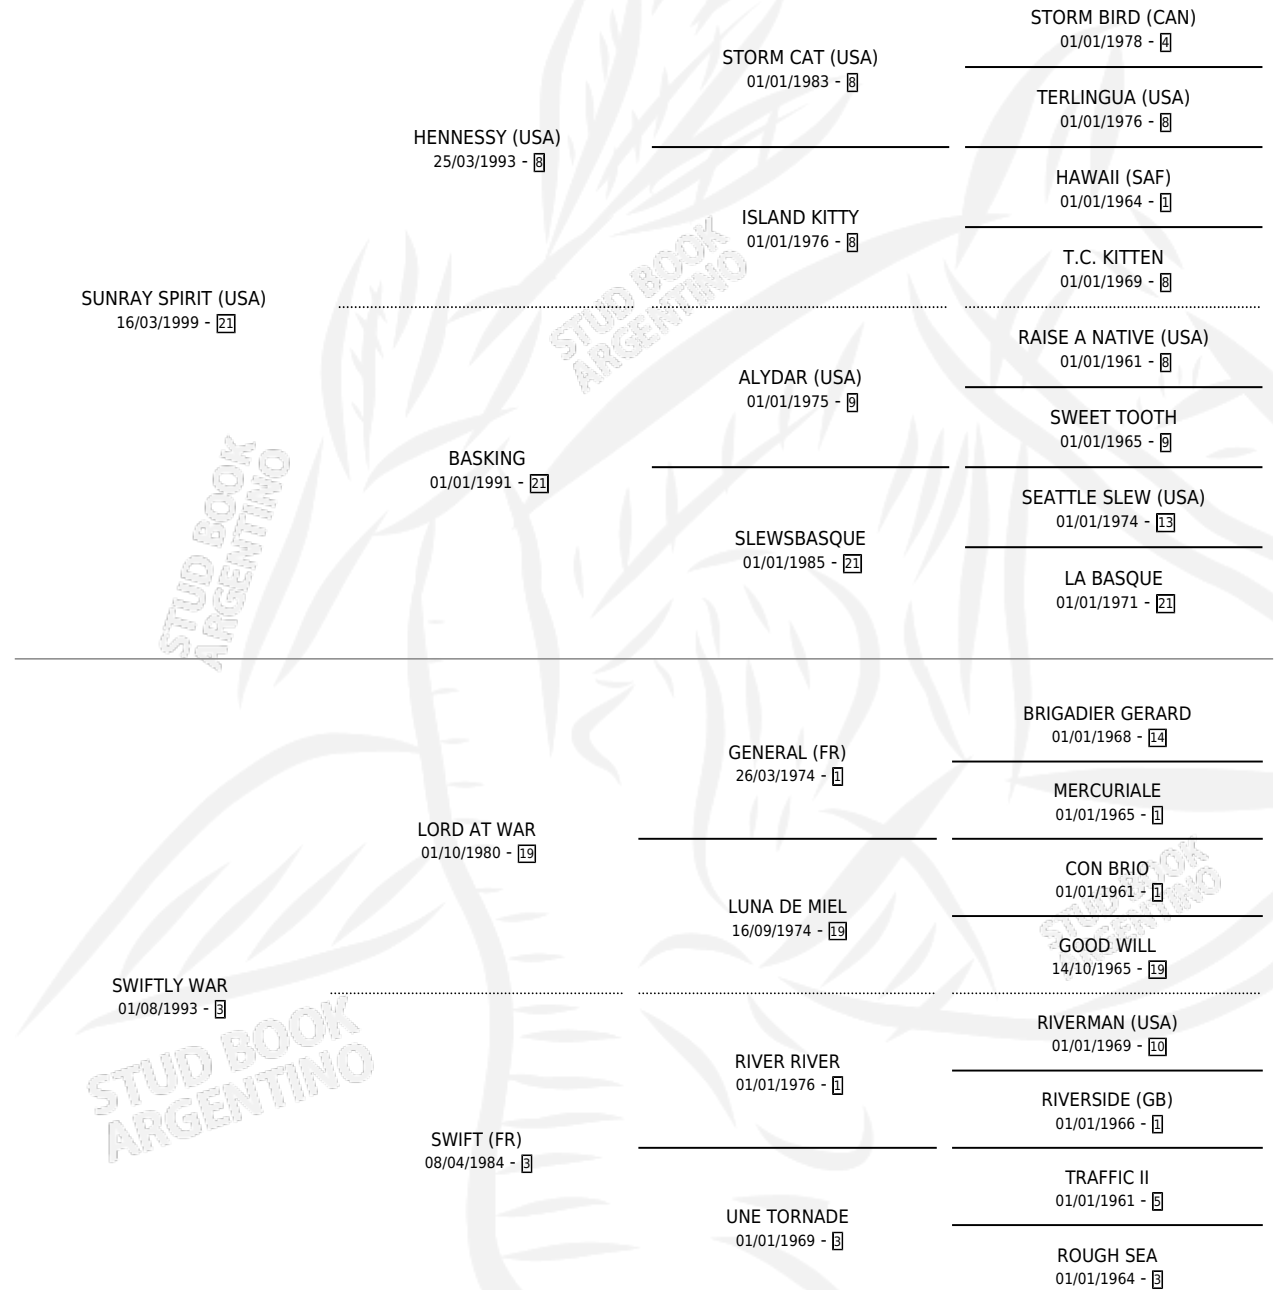 STORM BIRD (CAN)
01/01/1978 - 4
STORM CAT (USA)
01/01/1983 - 8
TERLINGUA (USA)
01/01/1976 - 8
HENNESSY (USA)
25/03/1993 - 8
HAWAII (SAF)
01/01/1964 - 1
ISLAND KITTY
01/01/1976 - 8
T.C. KITTEN
01/01/1969 - 8
SUNRAY SPIRIT (USA)
16/03/1999 - 21
STUD BOOK
ARGENTINO
RAISE A NATIVE (USA)
01/01/1961 - 8
ALYDAR (USA)
01/01/1975 - 9
SWEET TOOTH
01/01/1965 - 9
BASKING
01/01/1991 - 21
SEATTLE SLEW (USA)
01/01/1974 - 13
SLEWSBASQUE
01/01/1985 - 21
LA BASQUE
01/01/1971 - 21
STUD BOOK
ARGENTINO
BRIGADIER GERARD
01/01/1968 - 14
GENERAL (FR)
26/03/1974 - 1
MERCURIALE
01/01/1965 - 1
LORD AT WAR
01/10/1980 - 19
CON BRIO
01/01/1961 - 1
LUNA DE MIEL
16/09/1974 - 19
GOOD WILL
14/10/1965 - 19
STUD BOOK
ARGENTINO
SWIFTLY WAR
01/08/1993 - 3
RIVERMAN (USA)
01/01/1969 - 10
RIVER RIVER
01/01/1976 - 1
RIVERSIDE (GB)
01/01/1966 - 1
STUD BOOK
ARGENTINO
SWIFT (FR)
08/04/1984 - 3
TRAFFIC II
01/01/1961 - 5
UNE TORNADE
01/01/1969 - 3
ROUGH SEA
01/01/1964 - 3